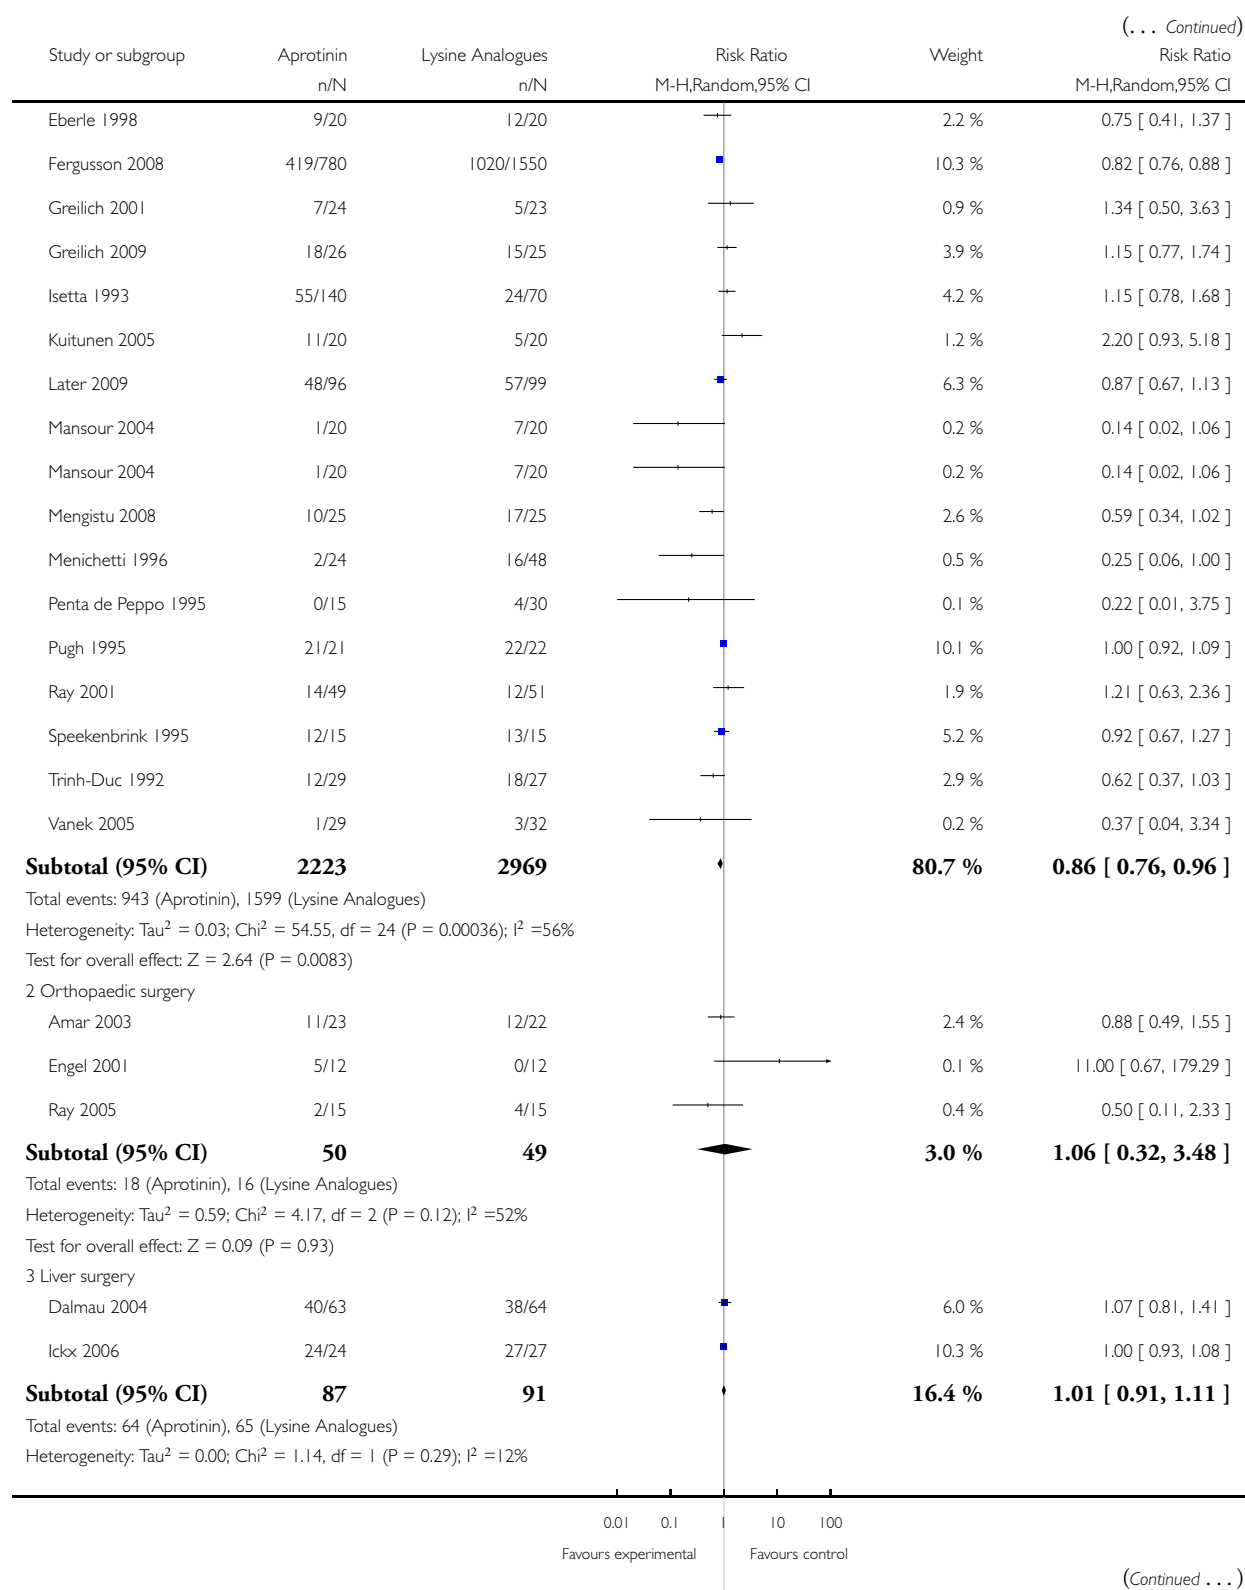 (... Continued)
Study or subgroup Aprotinin Lysine Analogues Risk Ratio Weight Risk Ratio
n/N n/N M-H,Random,95% CI M-H,Random,95% CI
Eberle 1998 9/20 12/20 2.2 % 0.75 [ 0.41, 1.37 ]
Fergusson 2008 419/780 1020/1550 10.3 % 0.82 [ 0.76, 0.88 ]
Greilich 2001 7/24 5/23 0.9 % 1.34 [ 0.50, 3.63 ]
Greilich 2009 18/26 15/25 3.9 % 1.15 [ 0.77, 1.74 ]
Isetta 1993 55/140 24/70 4.2 % 1.15 [ 0.78, 1.68 ]
Kuitunen 2005 11/20 5/20 1.2 % 2.20 [ 0.93, 5.18 ]
Later 2009 48/96 57/99 6.3 % 0.87 [ 0.67, 1.13 ]
Mansour 2004 1/20 7/20 0.2 % 0.14 [ 0.02, 1.06 ]
Mansour 2004 1/20 7/20 0.2 % 0.14 [ 0.02, 1.06 ]
Mengistu 2008 10/25 17/25 2.6 % 0.59 [ 0.34, 1.02 ]
Menichetti 1996 2/24 16/48 0.5 % 0.25 [ 0.06, 1.00 ]
Penta de Peppo 1995 0/15 4/30 0.1 % 0.22 [ 0.01, 3.75 ]
Pugh 1995 21/21 22/22 10.1 % 1.00 [ 0.92, 1.09 ]
Ray 2001 14/49 12/51 1.9 % 1.21 [ 0.63, 2.36 ]
Speekenbrink 1995 12/15 13/15 5.2 % 0.92 [ 0.67, 1.27 ]
Trinh-Duc 1992 12/29 18/27 2.9 % 0.62 [ 0.37, 1.03 ]
Vanek 2005 1/29 3/32 0.2 % 0.37 [ 0.04, 3.34 ]
Subtotal (95% CI) 2223 2969 80.7 % 0.86 [ 0.76, 0.96 ]
Total events: 943 (Aprotinin), 1599 (Lysine Analogues)
Heterogeneity: Tau² = 0.03; Chi² = 54.55, df = 24 (P = 0.00036); I² =56%
Test for overall effect: Z = 2.64 (P = 0.0083)
2 Orthopaedic surgery
Amar 2003 11/23 12/22 2.4 % 0.88 [ 0.49, 1.55 ]
Engel 2001 5/12 0/12 0.1 % 11.00 [ 0.67, 179.29 ]
Ray 2005 2/15 4/15 0.4 % 0.50 [ 0.11, 2.33 ]
Subtotal (95% CI) 50 49 3.0 % 1.06 [ 0.32, 3.48 ]
Total events: 18 (Aprotinin), 16 (Lysine Analogues)
Heterogeneity: Tau² = 0.59; Chi² = 4.17, df = 2 (P = 0.12); I² =52%
Test for overall effect: Z = 0.09 (P = 0.93)
3 Liver surgery
Dalmau 2004 40/63 38/64 6.0 % 1.07 [ 0.81, 1.41 ]
Ickx 2006 24/24 27/27 10.3 % 1.00 [ 0.93, 1.08 ]
Subtotal (95% CI) 87 91 16.4 % 1.01 [ 0.91, 1.11 ]
Total events: 64 (Aprotinin), 65 (Lysine Analogues)
Heterogeneity: Tau² = 0.00; Chi² = 1.14, df = 1 (P = 0.29); I² =12%
0.01 0.1 1 10 100
Favours experimental Favours control
(Continued ...)